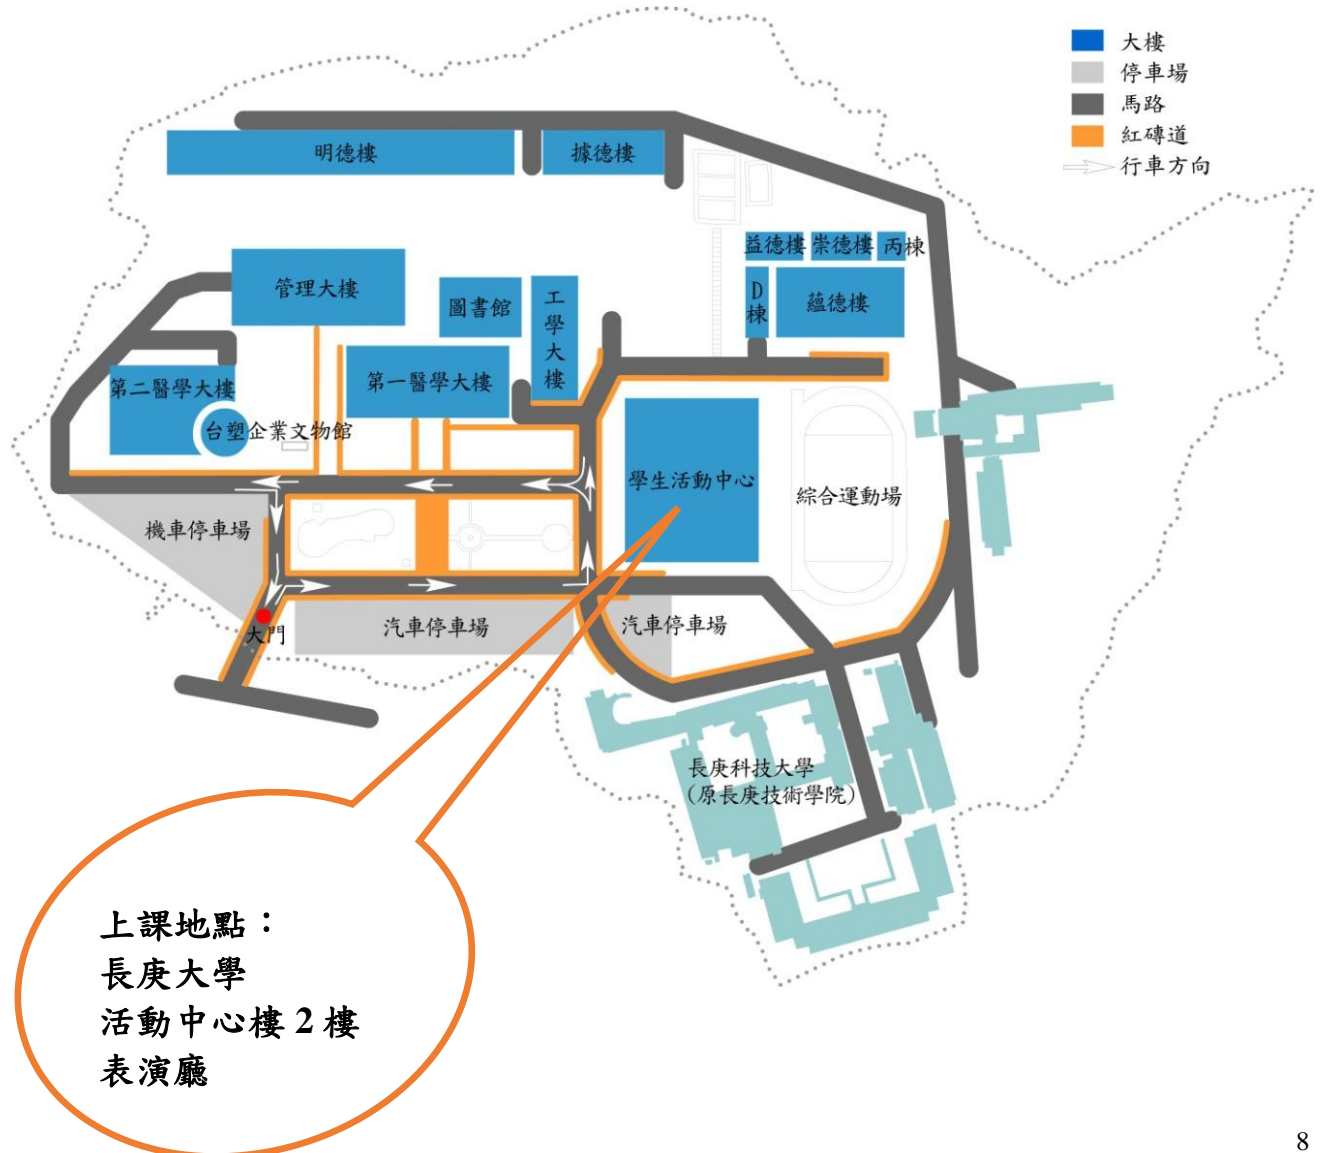 大樓
停車場
馬路
紅磚道
行車方向
明德樓
據德樓
益德樓
崇德樓
丙棟
管理大樓
圖書館
工學大樓
D棟
蘊德樓
第一醫學大樓
第二醫學大樓
台塑企業文物館
學生活動中心
綜合運動場
機車停車場
大門
汽車停車場
汽車停車場
長庚科技大學
(原長庚技術學院)
上課地點：
長庚大學
活動中心樓 2 樓
表演廳
8